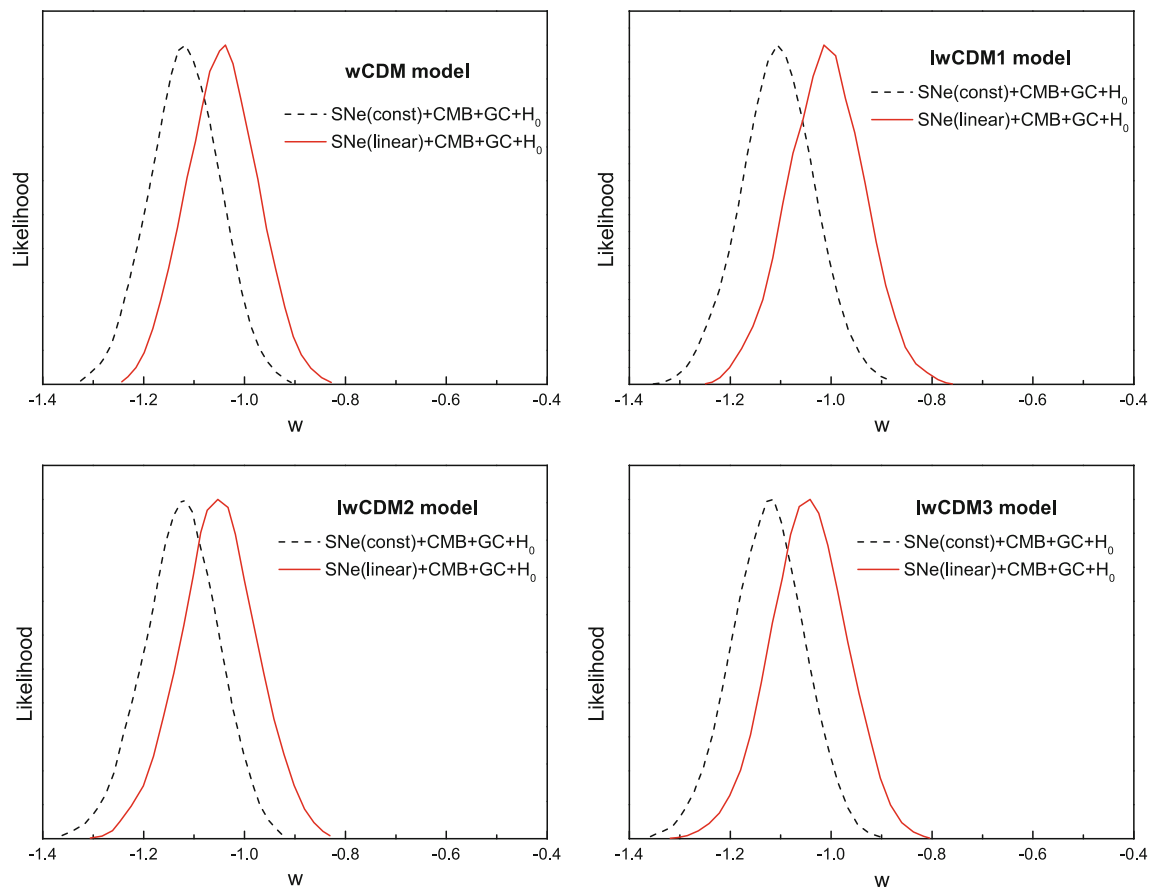 wCDM model
SNe(const)+CMB+GC+H₀
SNe(linear)+CMB+GC+H₀
Likelihood
-1.4 -1.2 -1.0 -0.8 -0.6 -0.4
w
IwCDM1 model
SNe(const)+CMB+GC+H₀
SNe(linear)+CMB+GC+H₀
Likelihood
-1.4 -1.2 -1.0 -0.8 -0.6 -0.4
w
IwCDM2 model
SNe(const)+CMB+GC+H₀
SNe(linear)+CMB+GC+H₀
Likelihood
-1.4 -1.2 -1.0 -0.8 -0.6 -0.4
w
IwCDM3 model
SNe(const)+CMB+GC+H₀
SNe(linear)+CMB+GC+H₀
Likelihood
-1.4 -1.2 -1.0 -0.8 -0.6 -0.4
w